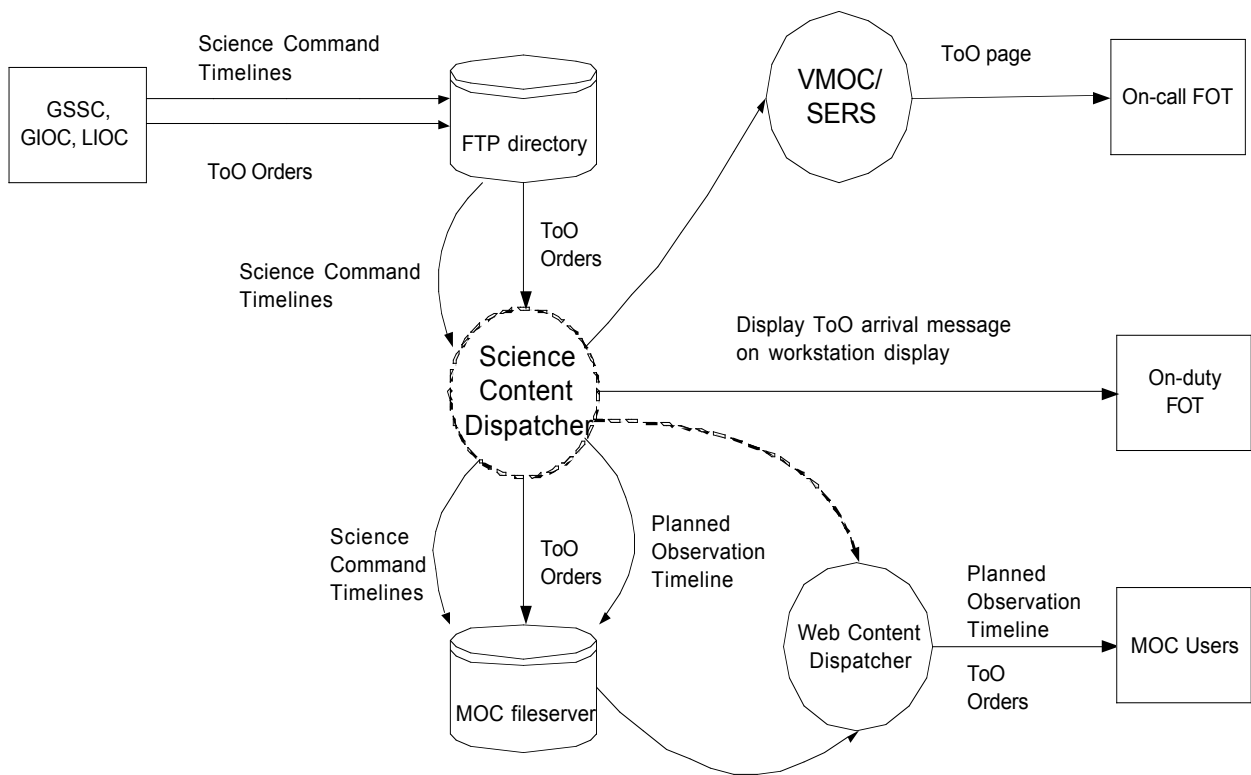 Science Command
Timelines
GSSC,
GIOC, LIOC
ToO Orders
FTP directory
VMOC/
SERS
ToO page
On-call FOT
Science Command
Timelines
ToO
Orders
Science
Content
Dispatcher
Display ToO arrival message
on workstation display
On-duty
FOT
Science
Command
Timelines
ToO
Orders
Planned
Observation
Timeline
MOC fileserver
Web Content
Dispatcher
Planned
Observation
Timeline
ToO
Orders
MOC Users